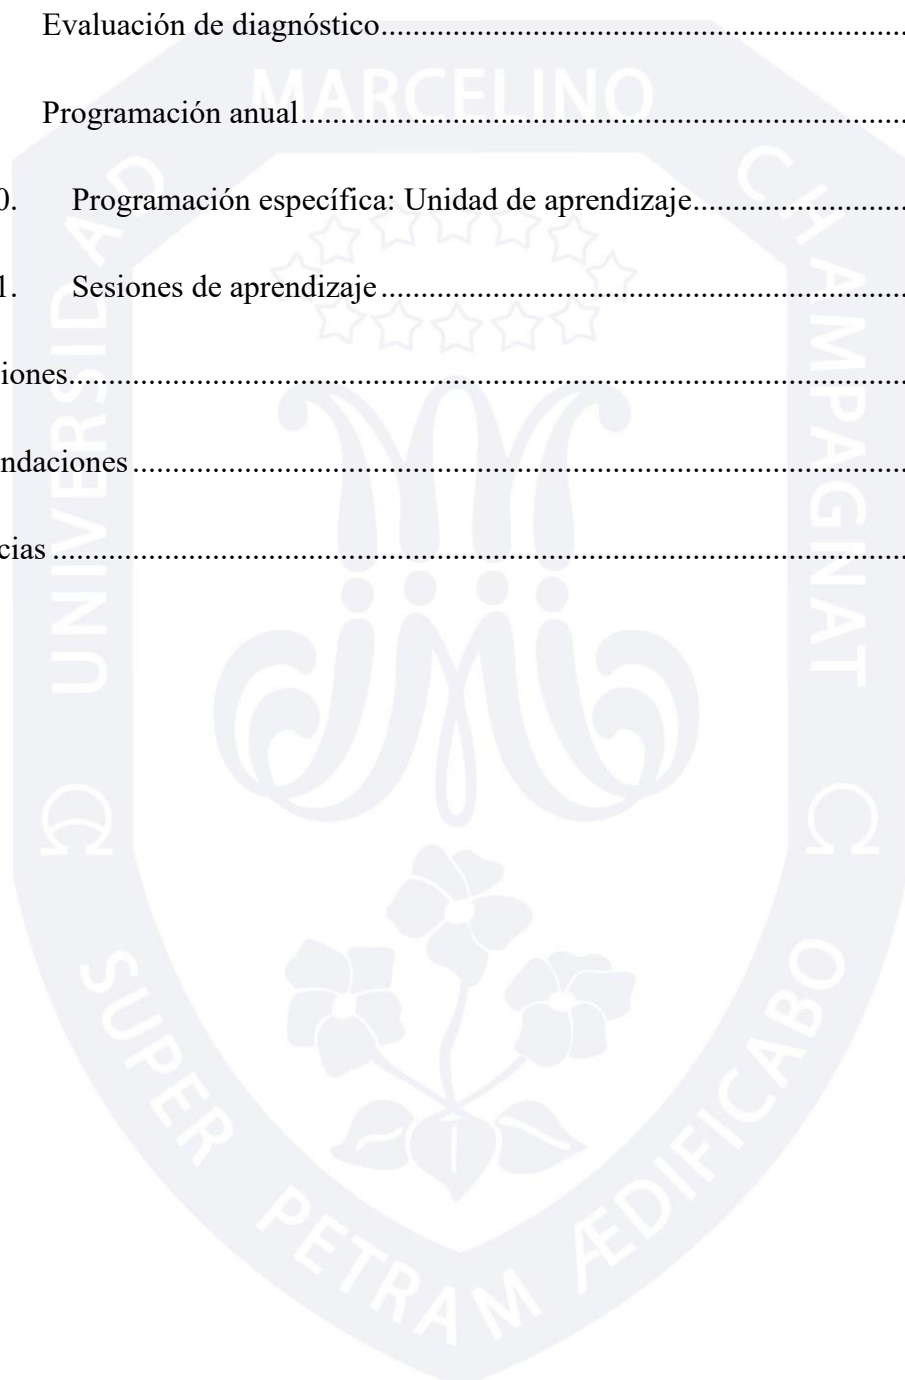 Evaluación de diagnóstico
Programación anual
0. Programación específica: Unidad de aprendizaje
1. Sesiones de aprendizaje
iones
ndaciones
cias
UNIVERSIDAD MARCELINO CHAMPAGNAT
SUPER PETRAM ÆDIFICABO